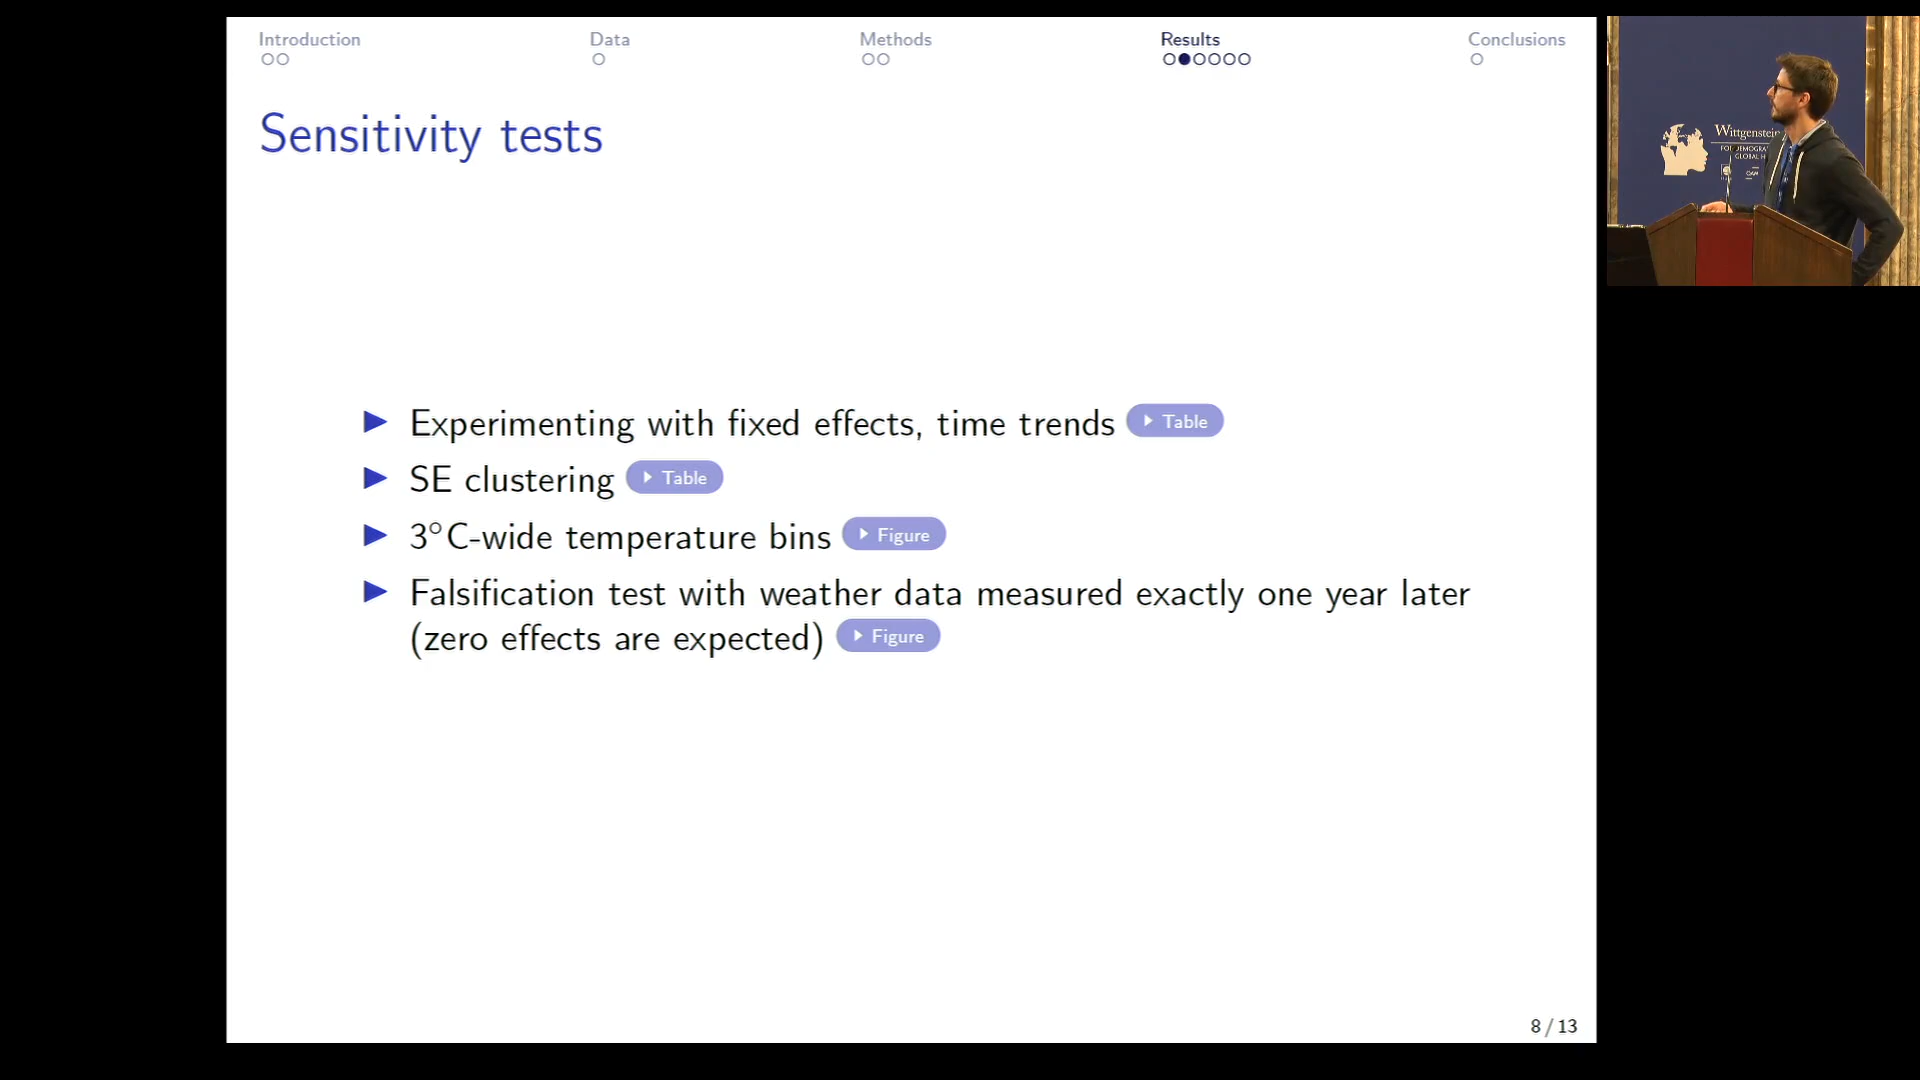 Introduction
Data
Methods
Results
Conclusions
Sensitivity tests
Experimenting with fixed effects, time trends Table
SE clustering Table
3°C-wide temperature bins Figure
Falsification test with weather data measured exactly one year later
(zero effects are expected) Figure
8 / 13
Wittgenstein